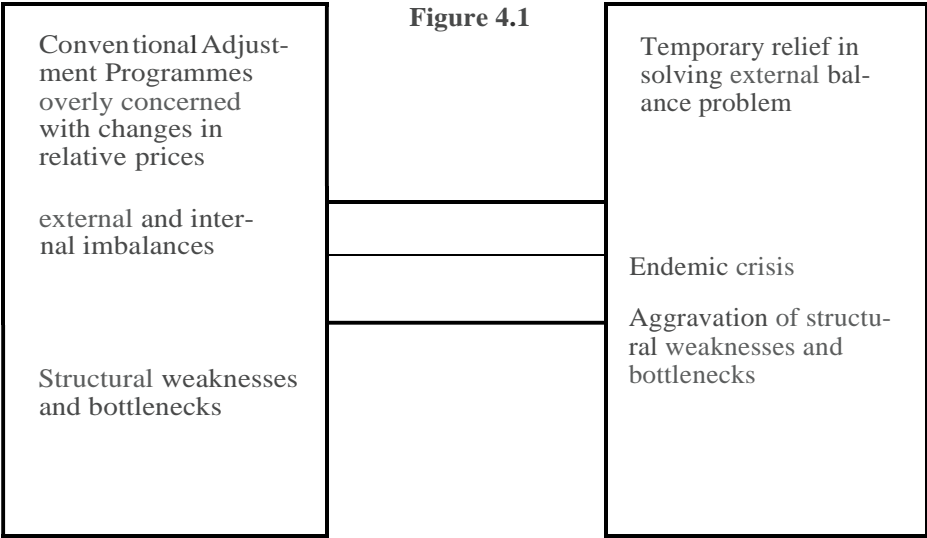 Figure 4.1
Conventional Adjust-
ment Programmes
overly concerned
with changes in
relative prices
external and inter-
nal imbalances
Structural weaknesses
and bottlenecks
Temporary relief in
solving external bal-
ance problem
Endemic crisis
Aggravation of structu-
ral weaknesses and
bottlenecks